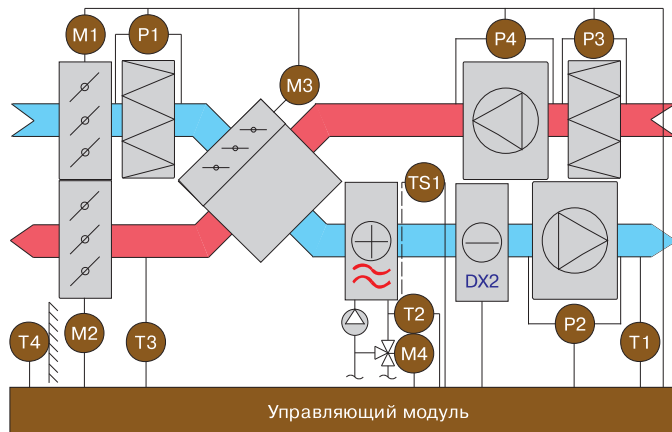 M1
P1
P4
P3
M3
TS1
DX2
T2
T4
M2
T3
M4
P2
T1
Управляющий модуль